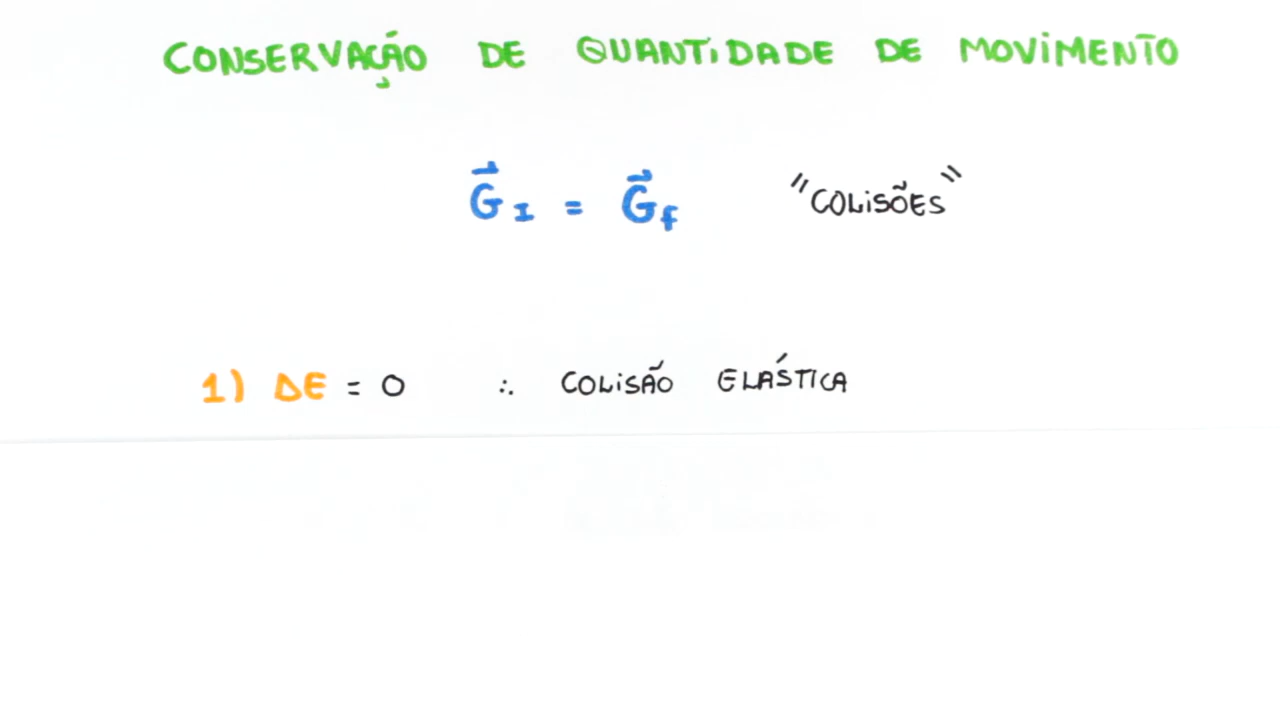 CONSERVAÇÃO DE QUANTIDADE DE MOVIMENTO
G⃗I = G⃗f "COLiSÕES"
1) ΔE = 0 ∴ COLiSÃO ELÁSTICA